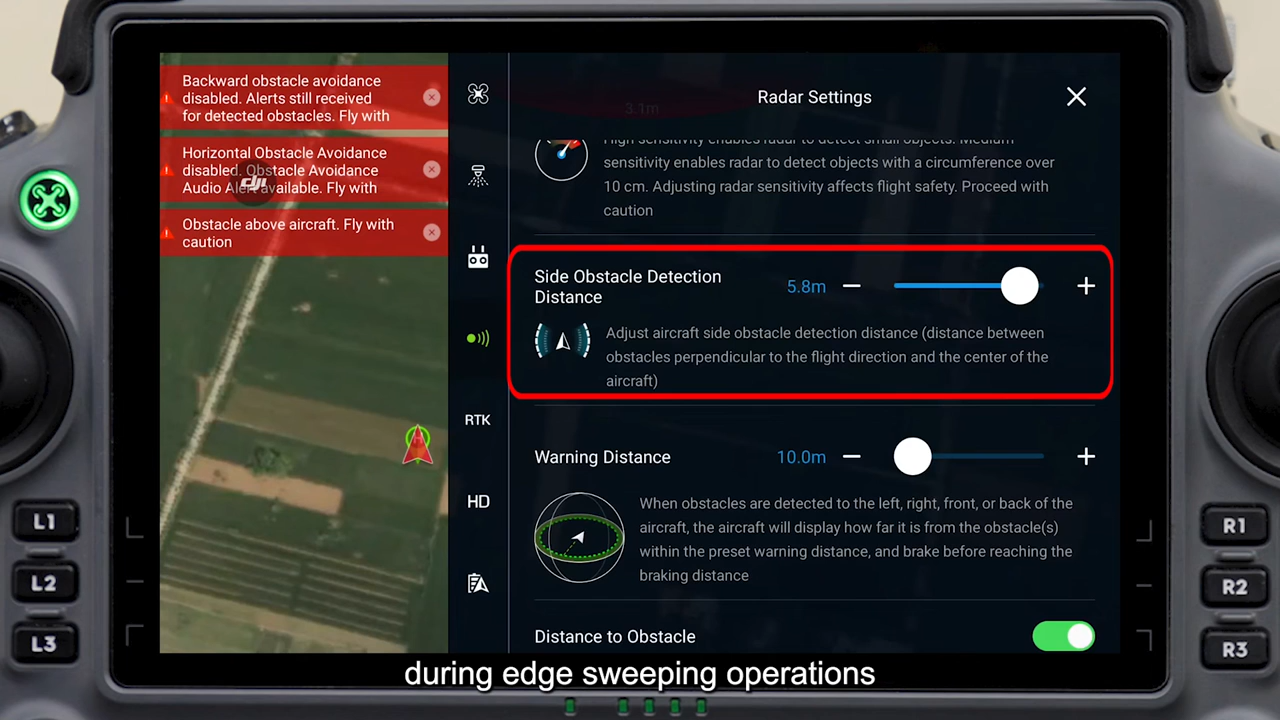 Backward obstacle avoidance
disabled. Alerts still received
for detected obstacles. Fly with
Horizontal Obstacle Avoidance
disabled. Obstacle Avoidance
Audio Alert available. Fly with
Obstacle above aircraft. Fly with
caution
dji
RTK
HD
3.1m
Radar Settings
High sensitivity enables radar to detect small objects. Medium
sensitivity enables radar to detect objects with a circumference over
10 cm. Adjusting radar sensitivity affects flight safety. Proceed with
caution
Side Obstacle Detection
Distance
5.8m
Adjust aircraft side obstacle detection distance (distance between
obstacles perpendicular to the flight direction and the center of the
aircraft)
Warning Distance
10.0m
When obstacles are detected to the left, right, front, or back of the
aircraft, the aircraft will display how far it is from the obstacle(s)
within the preset warning distance, and brake before reaching the
braking distance
Distance to Obstacle
L1
L2
L3
R1
R2
R3
during edge sweeping operations